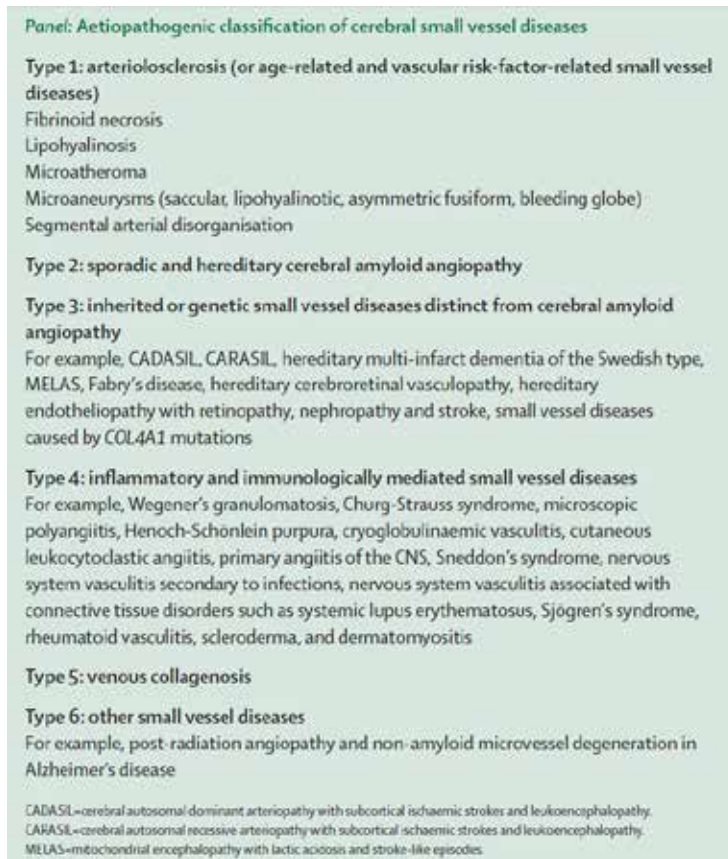 Panel: Aetiopathogenic classification of cerebral small vessel diseases
Type 1: arteriolosclerosis (or age-related and vascular risk-factor-related small vessel
diseases)
Fibrinoid necrosis
Lipohyalinosis
Microatheroma
Microaneurysms (saccular, lipohyalinotic, asymmetric fusiform, bleeding globe)
Segmental arterial disorganisation
Type 2: sporadic and hereditary cerebral amyloid angiopathy
Type 3: inherited or genetic small vessel diseases distinct from cerebral amyloid
angiopathy
For example, CADASIL, CARASIL, hereditary multi-infarct dementia of the Swedish type,
MELAS, Fabry's disease, hereditary cerebroretinal vasculopathy, hereditary
endotheliopathy with retinopathy, nephropathy and stroke, small vessel diseases
caused by COL4A1 mutations
Type 4: inflammatory and immunologically mediated small vessel diseases
For example, Wegener's granulomatosis, Churg-Strauss syndrome, microscopic
polyangiitis, Henoch-Schönlein purpura, cryoglobulinaemic vasculitis, cutaneous
leukocytoclastic angiitis, primary angiitis of the CNS, Sneddon's syndrome, nervous
system vasculitis secondary to infections, nervous system vasculitis associated with
connective tissue disorders such as systemic lupus erythematosus, Sjögren's syndrome,
rheumatoid vasculitis, scleroderma, and dermatomyositis
Type 5: venous collagenosis
Type 6: other small vessel diseases
For example, post-radiation angiopathy and non-amyloid microvessel degeneration in
Alzheimer's disease
CADASIL=cerebral autosomal dominant arteriopathy with subcortical ischaemic strokes and leukoencephalopathy.
CARASIL=cerebral autosomal recessive arteriopathy with subcortical ischaemic strokes and leukoencephalopathy.
MELAS=mitochondrial encephalopathy with lactic acidosis and stroke-like episodes.